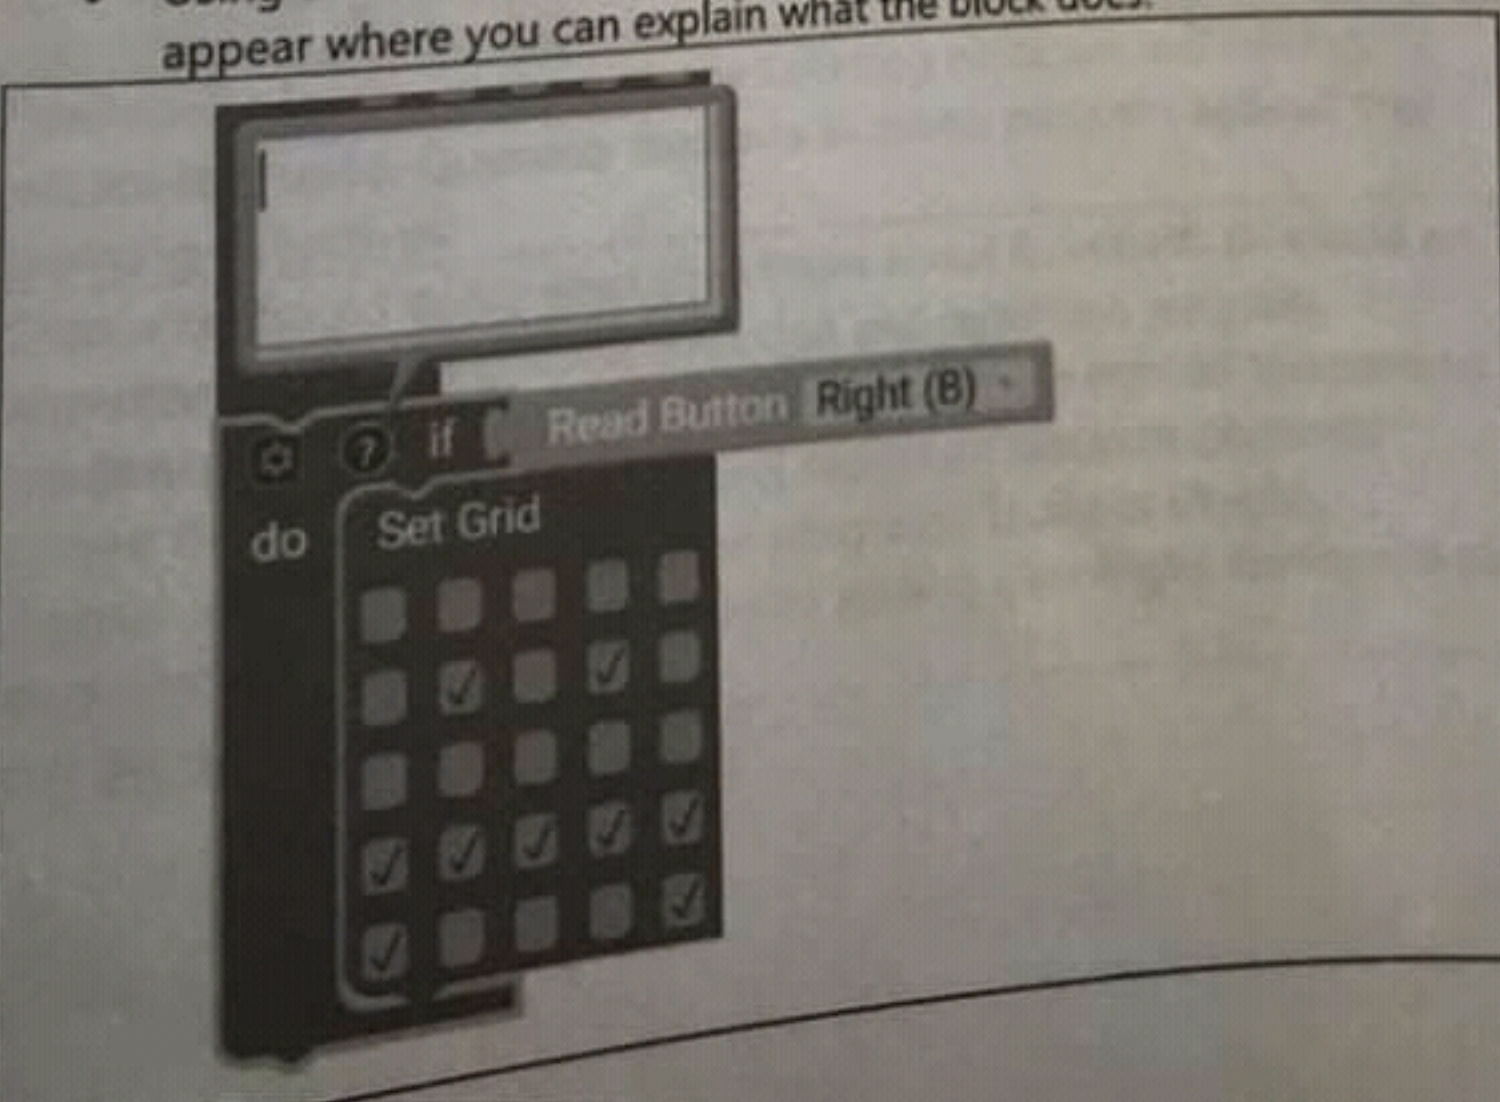 appear where you can explain what the block does.
? if Read Button Right (B)
do Set Grid